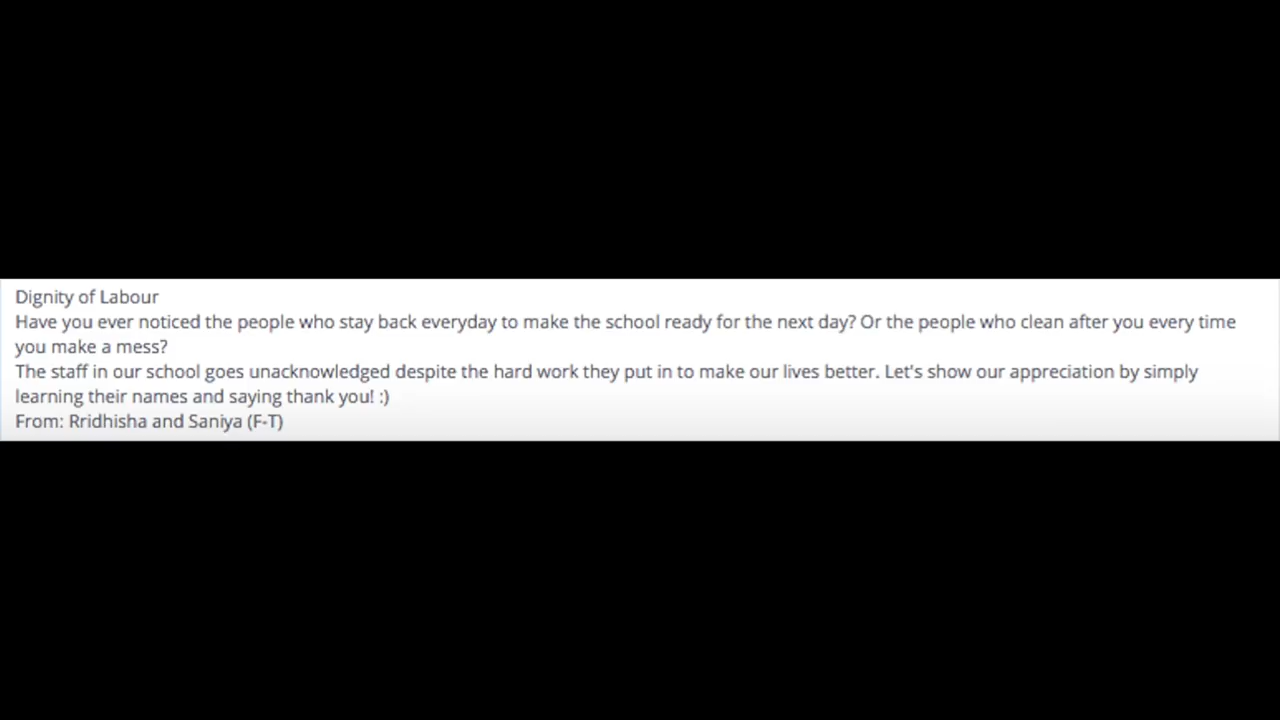 Dignity of Labour
Have you ever noticed the people who stay back everyday to make the school ready for the next day? Or the people who clean after you every time
you make a mess?
The staff in our school goes unacknowledged despite the hard work they put in to make our lives better. Let's show our appreciation by simply
learning their names and saying thank you! :)
From: Rridhisha and Saniya (F-T)